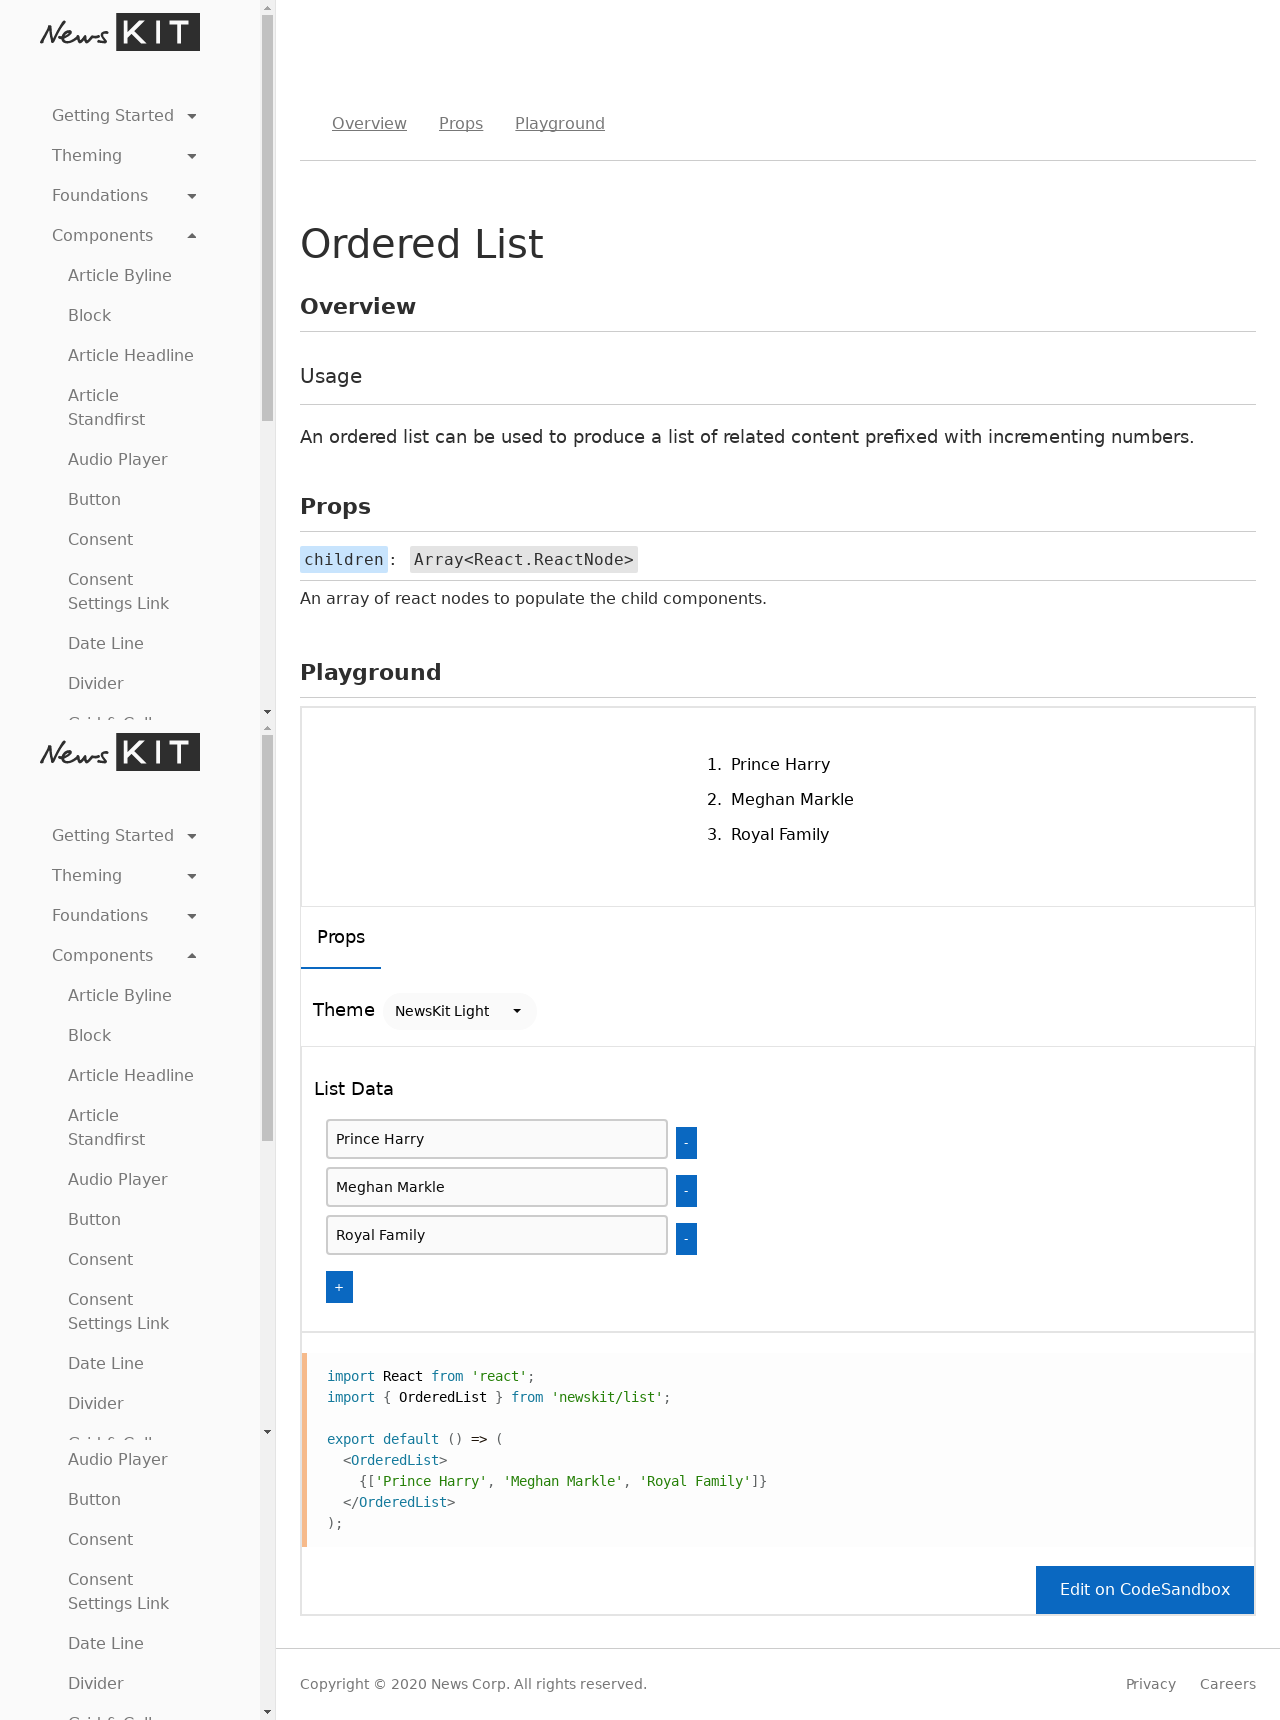 News KIT
Getting Started
Theming
Foundations
Components
Article Byline
Block
Article Headline
Article
Standfirst
Audio Player
Button
Consent
Consent
Settings Link
Date Line
Divider
News KIT
Getting Started
Theming
Foundations
Components
Article Byline
Block
Article Headline
Article
Standfirst
Audio Player
Button
Consent
Consent
Settings Link
Date Line
Divider
Audio Player
Button
Consent
Consent
Settings Link
Date Line
Divider
Overview Props Playground
Ordered List
Overview
Usage
An ordered list can be used to produce a list of related content prefixed with incrementing numbers.
Props
children: Array<React.ReactNode>
An array of react nodes to populate the child components.
Playground
1. Prince Harry
2. Meghan Markle
3. Royal Family
Props
Theme NewsKit Light
List Data
Prince Harry -
Meghan Markle -
Royal Family -
+
import React from 'react';
import { OrderedList } from 'newskit/list';
export default () => (
<OrderedList>
{['Prince Harry', 'Meghan Markle', 'Royal Family']}
</OrderedList>
);
Edit on CodeSandbox
Copyright © 2020 News Corp. All rights reserved. Privacy Careers